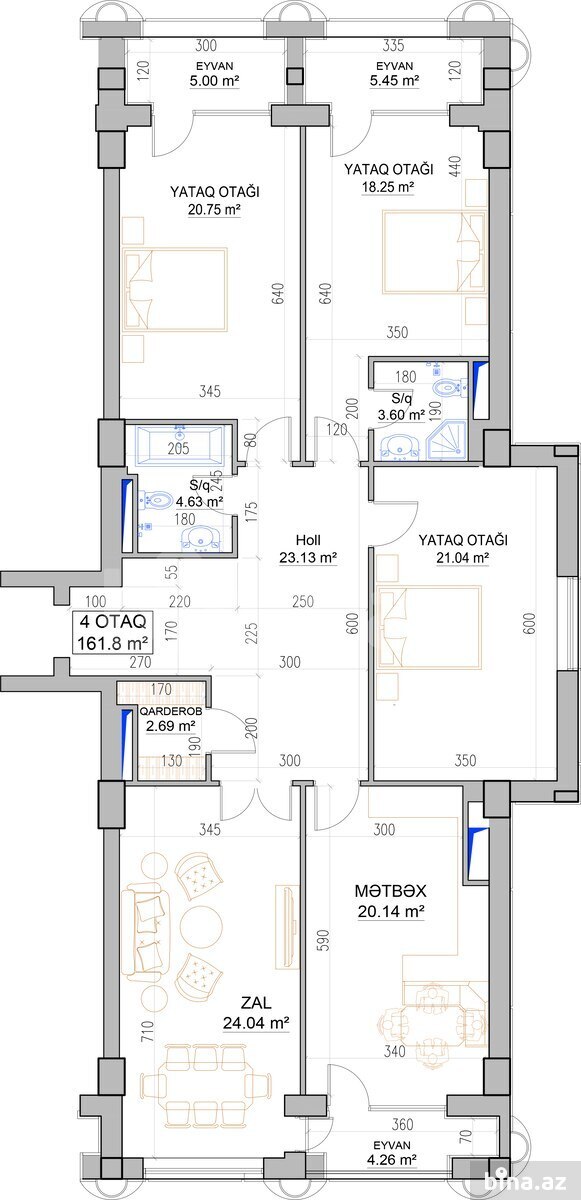 300
335
EYVAN
5.00 m²
EYVAN
5.45 m²
120
120
YATAQ OTAĞI
20.75 m²
YATAQ OTAĞI
18.25 m²
440
640
640
350
345
180
S/q
3.60 m²
200
190
120
80
205
245
S/q
4.63 m²
180
175
Holl
23.13 m²
YATAQ OTAĞI
21.04 m²
55
100
220
250
4 OTAQ
161.8 m²
170
225
600
600
270
300
170
QARDEROB
2.69 m²
190
200
130
300
350
345
300
MƏTBƏX
20.14 m²
590
ZAL
24.04 m²
710
340
360
70
EYVAN
4.26 m²
bina.az